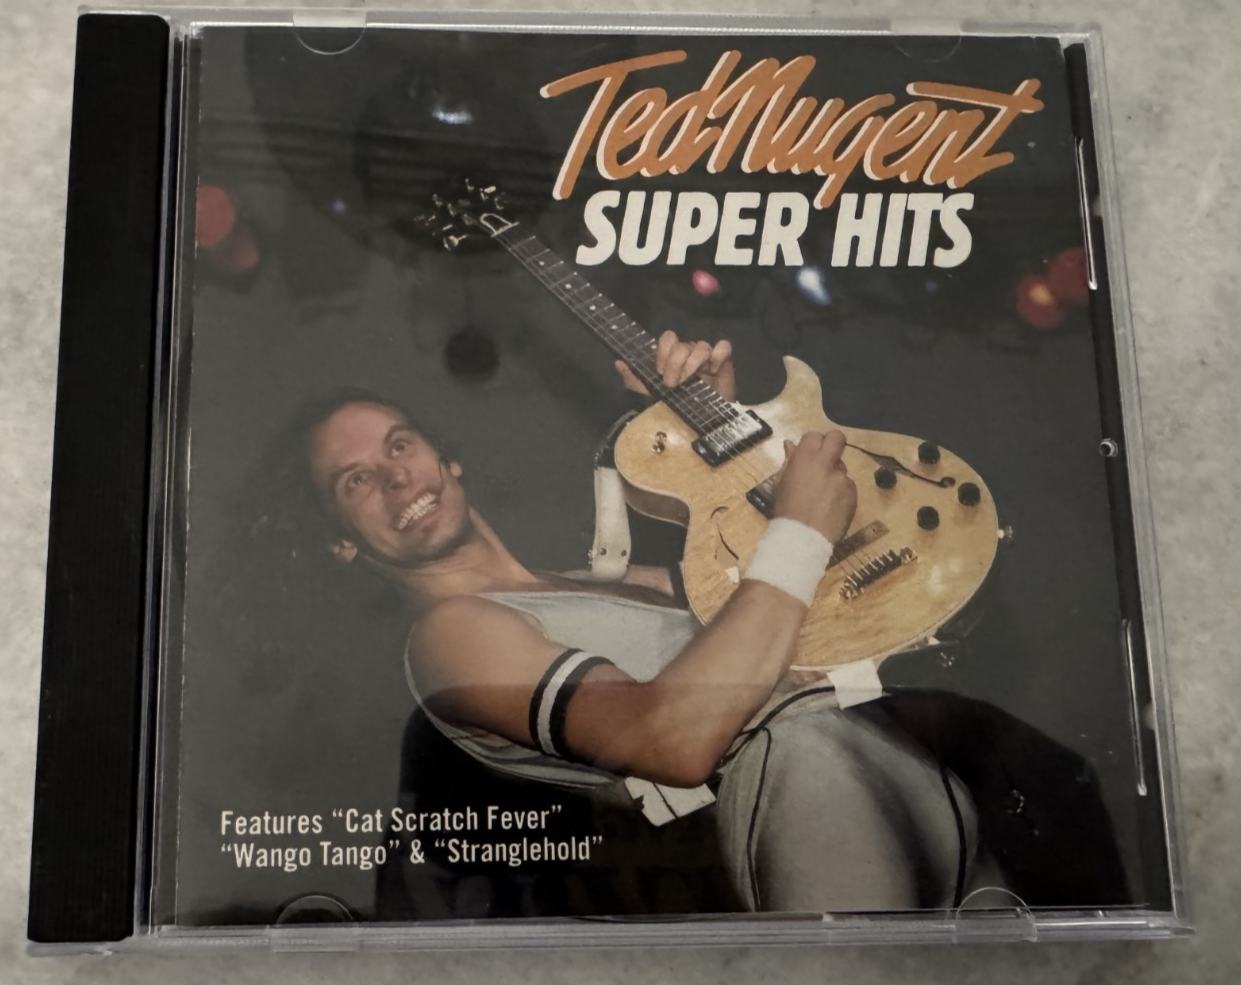 Ted Nugent
SUPER HITS
Features “Cat Scratch Fever”
“Wango Tango” & “Stranglehold”